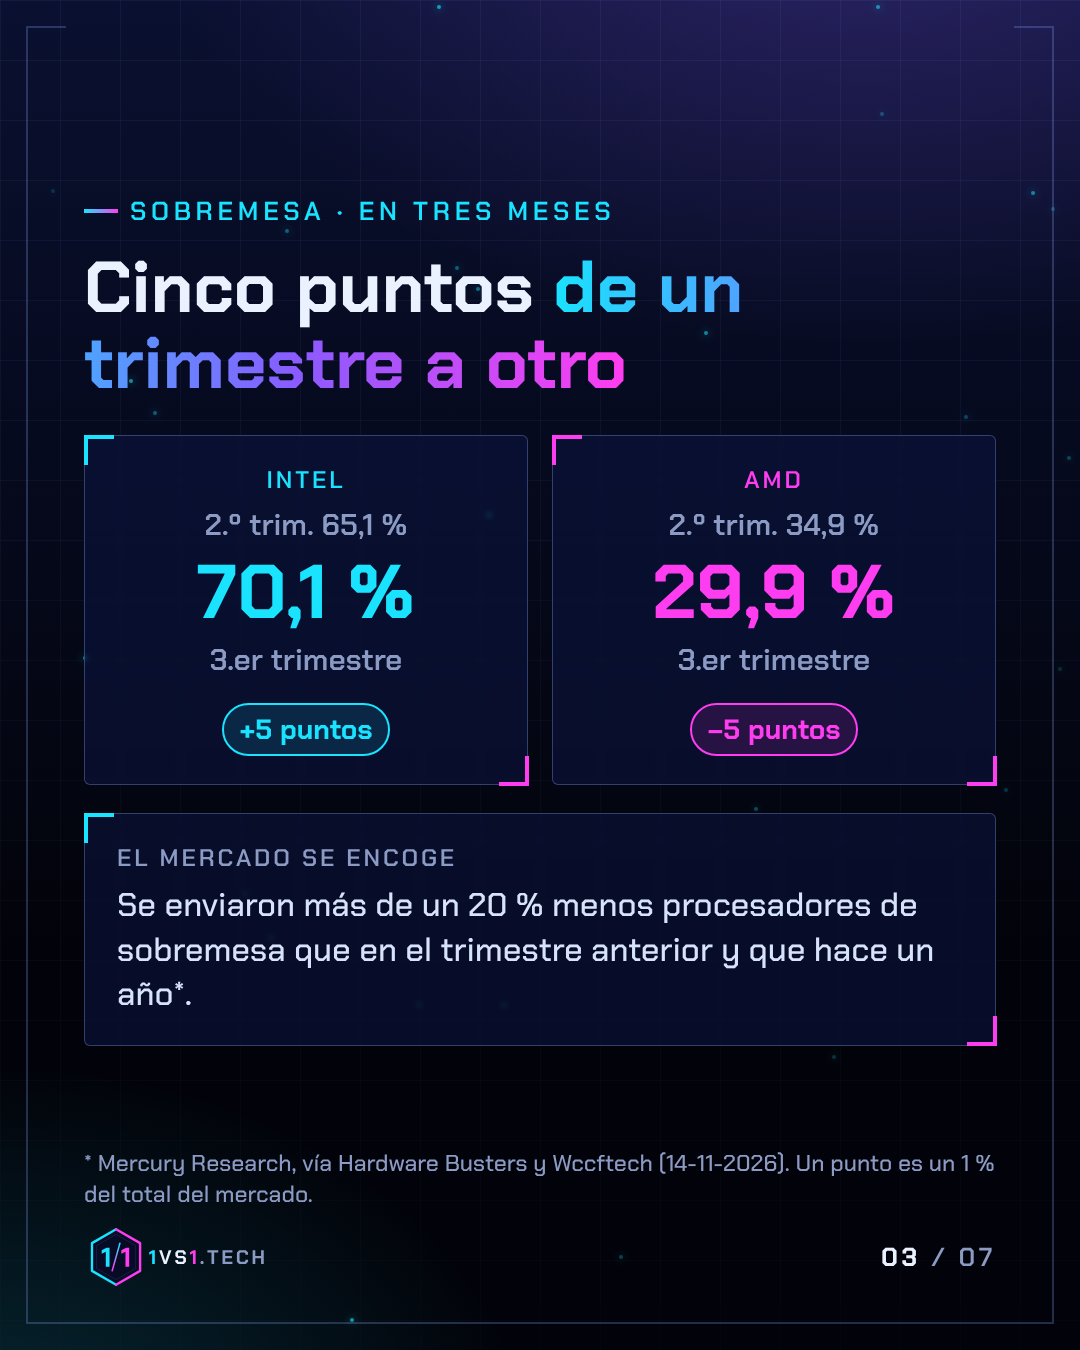 SOBREMESA · EN TRES MESES
Cinco puntos de un
trimestre a otro
INTEL
2.º trim. 65,1 %
70,1 %
3.er trimestre
+5 puntos
AMD
2.º trim. 34,9 %
29,9 %
3.er trimestre
−5 puntos
EL MERCADO SE ENCOGE
Se enviaron más de un 20 % menos procesadores de
sobremesa que en el trimestre anterior y que hace un
año*.
* Mercury Research, vía Hardware Busters y Wccftech (14-11-2026). Un punto es un 1 %
del total del mercado.
1/1 1VS1.TECH
03 / 07